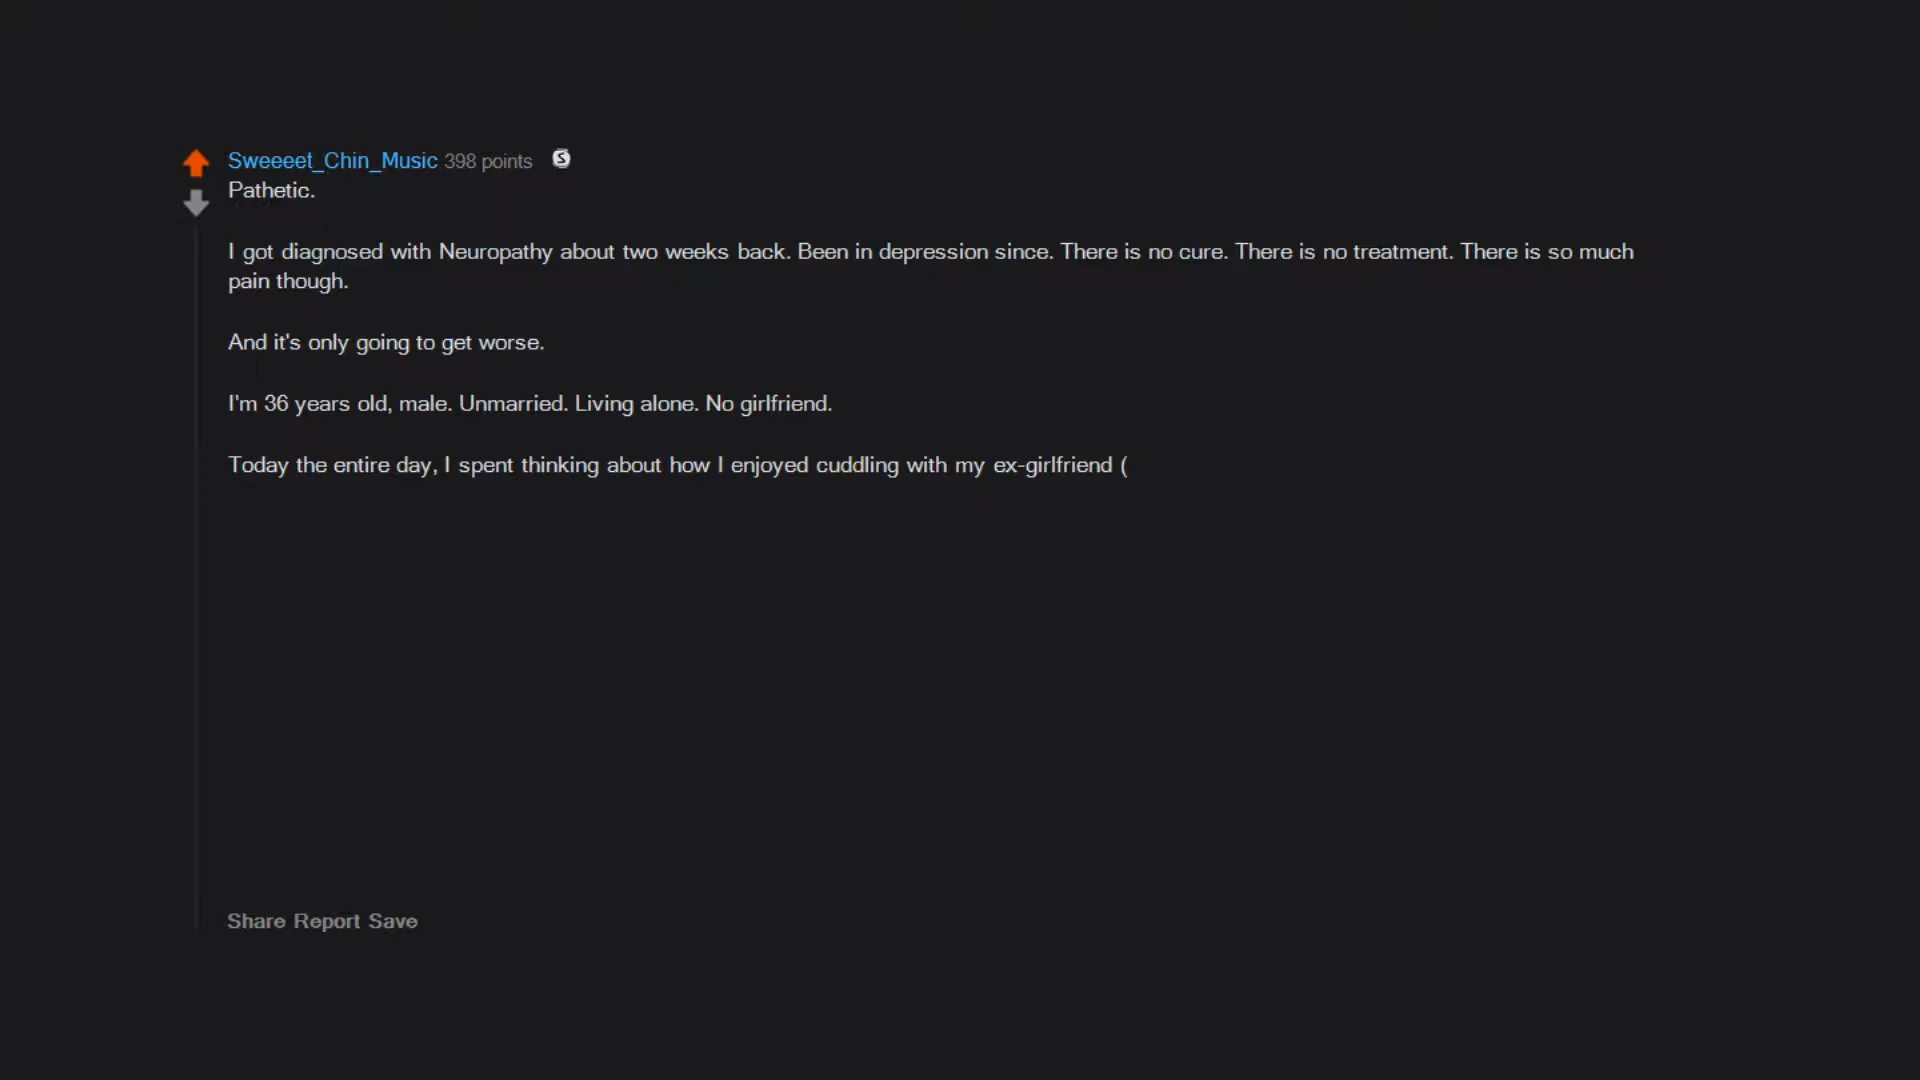 Sweeeet_Chin_Music 398 points S
Pathetic.
I got diagnosed with Neuropathy about two weeks back. Been in depression since. There is no cure. There is no treatment. There is so much
pain though.
And it's only going to get worse.
I'm 36 years old, male. Unmarried. Living alone. No girlfriend.
Today the entire day, I spent thinking about how I enjoyed cuddling with my ex-girlfriend (
Share Report Save